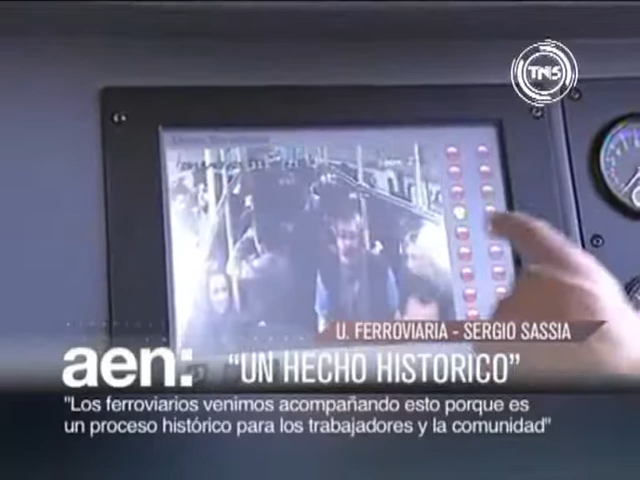 TN5
U. FERROVIARIA - SERGIO SASSIA
aen: "UN HECHO HISTORICO"
"Los ferroviarios venimos acompañando esto porque es
un proceso histórico para los trabajadores y la comunidad"